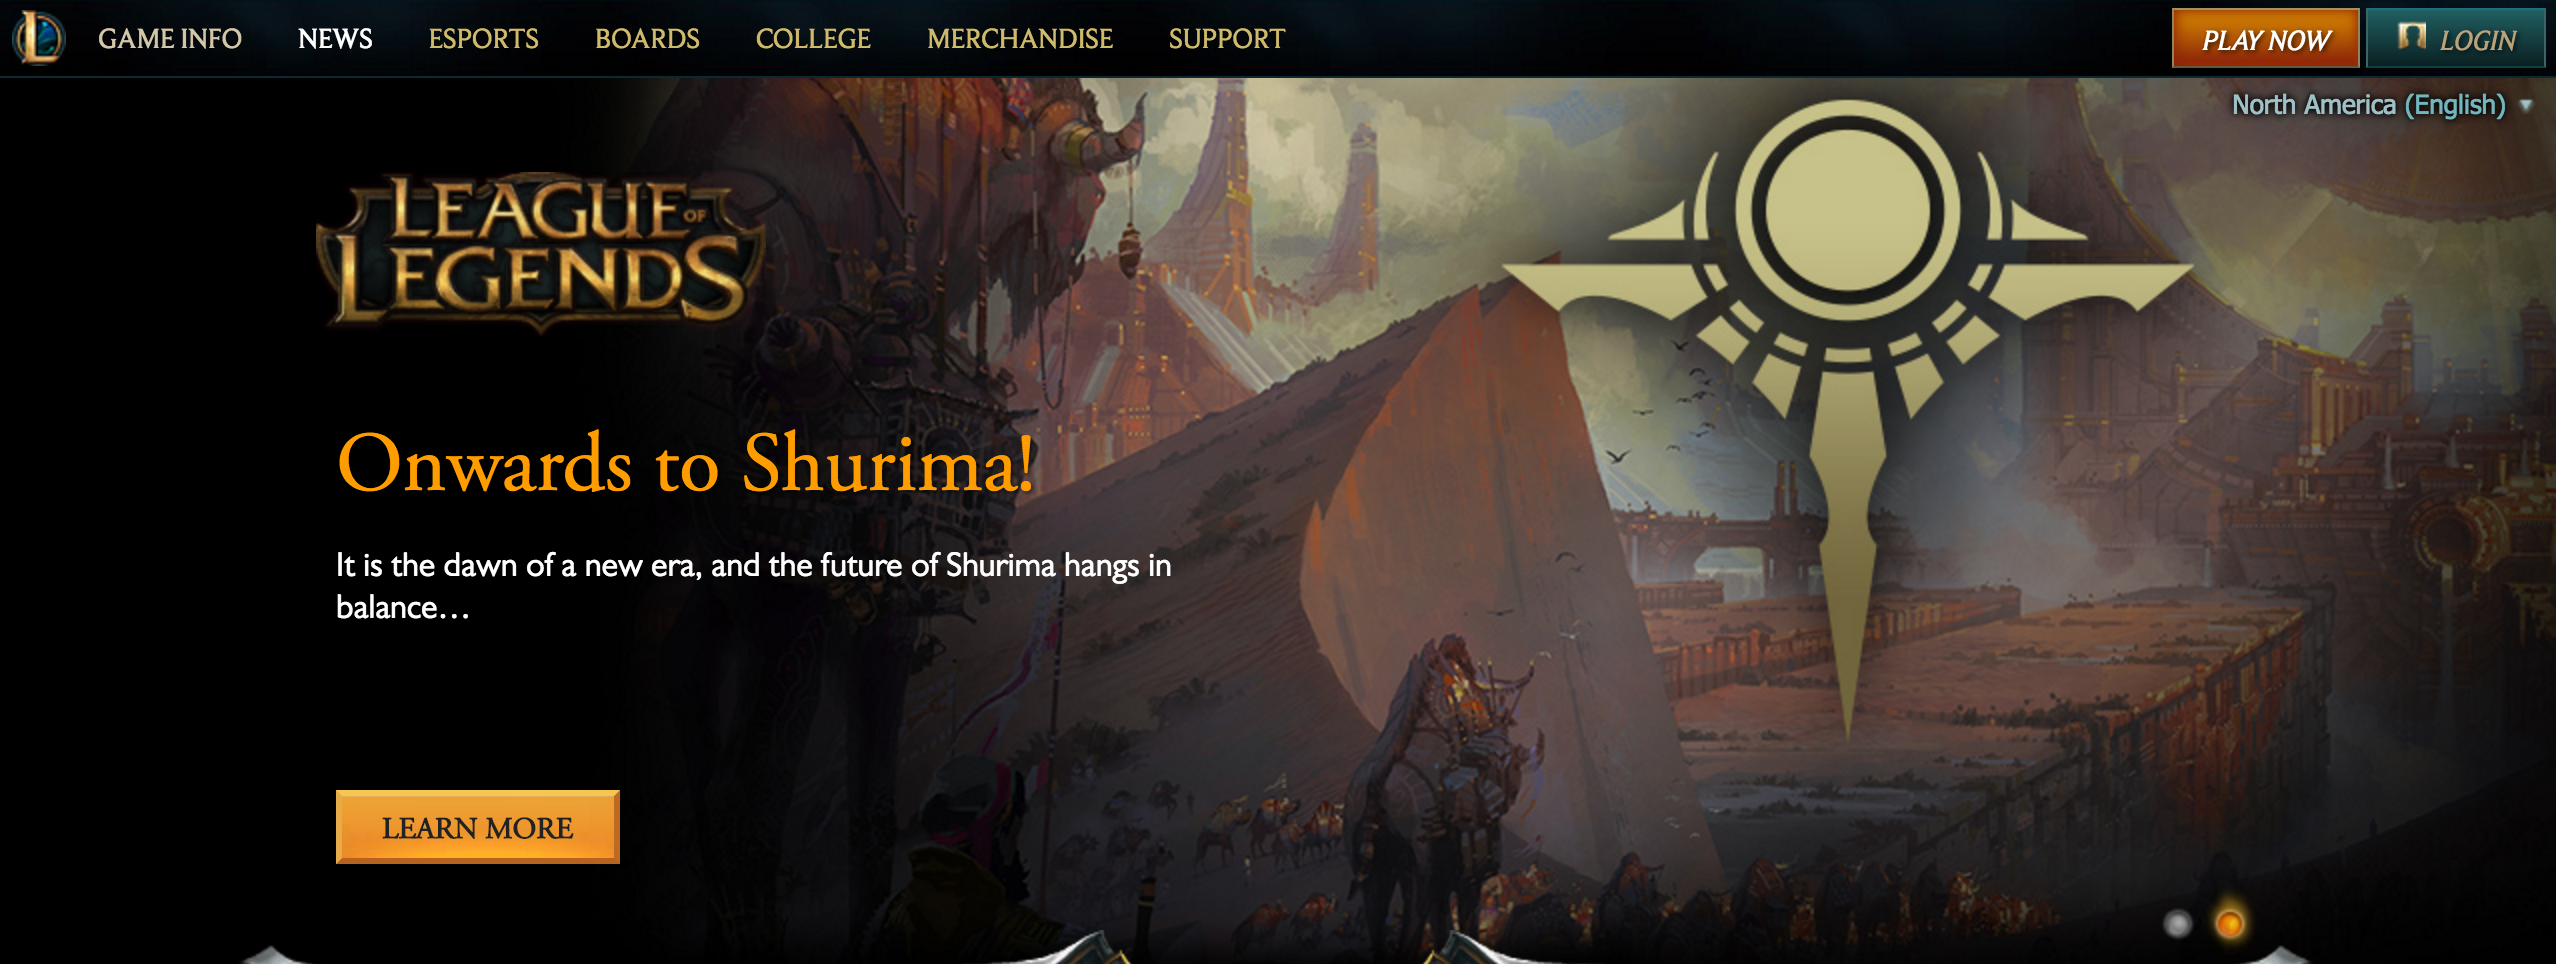 GAME INFO NEWS ESPORTS BOARDS COLLEGE MERCHANDISE SUPPORT PLAY NOW LOGIN
North America (English)
LEAGUE OF
LEGENDS
Onwards to Shurima!
It is the dawn of a new era, and the future of Shurima hangs in
balance…
LEARN MORE